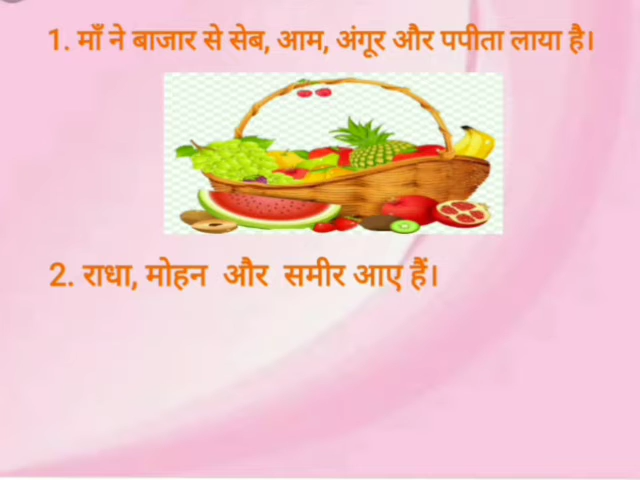 1. माँ ने बाजार से सेब, आम, अंगूर और पपीता लाया है।
2. राधा, मोहन और समीर आए हैं।